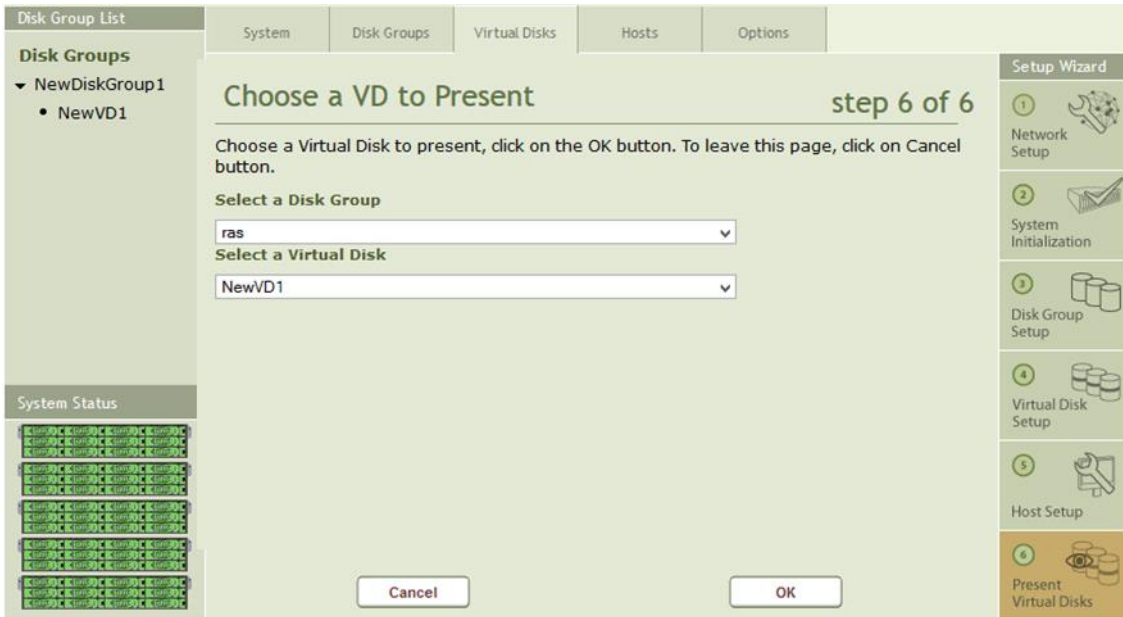 Disk Group List
Disk Groups
NewDiskGroup1
NewVD1
System Status
System
Disk Groups
Virtual Disks
Hosts
Options
Choose a VD to Present
step 6 of 6
Choose a Virtual Disk to present, click on the OK button. To leave this page, click on Cancel
button.
Select a Disk Group
ras
Select a Virtual Disk
NewVD1
Cancel
OK
Setup Wizard
1
Network
Setup
2
System
Initialization
3
Disk Group
Setup
4
Virtual Disk
Setup
5
Host Setup
6
Present
Virtual Disks